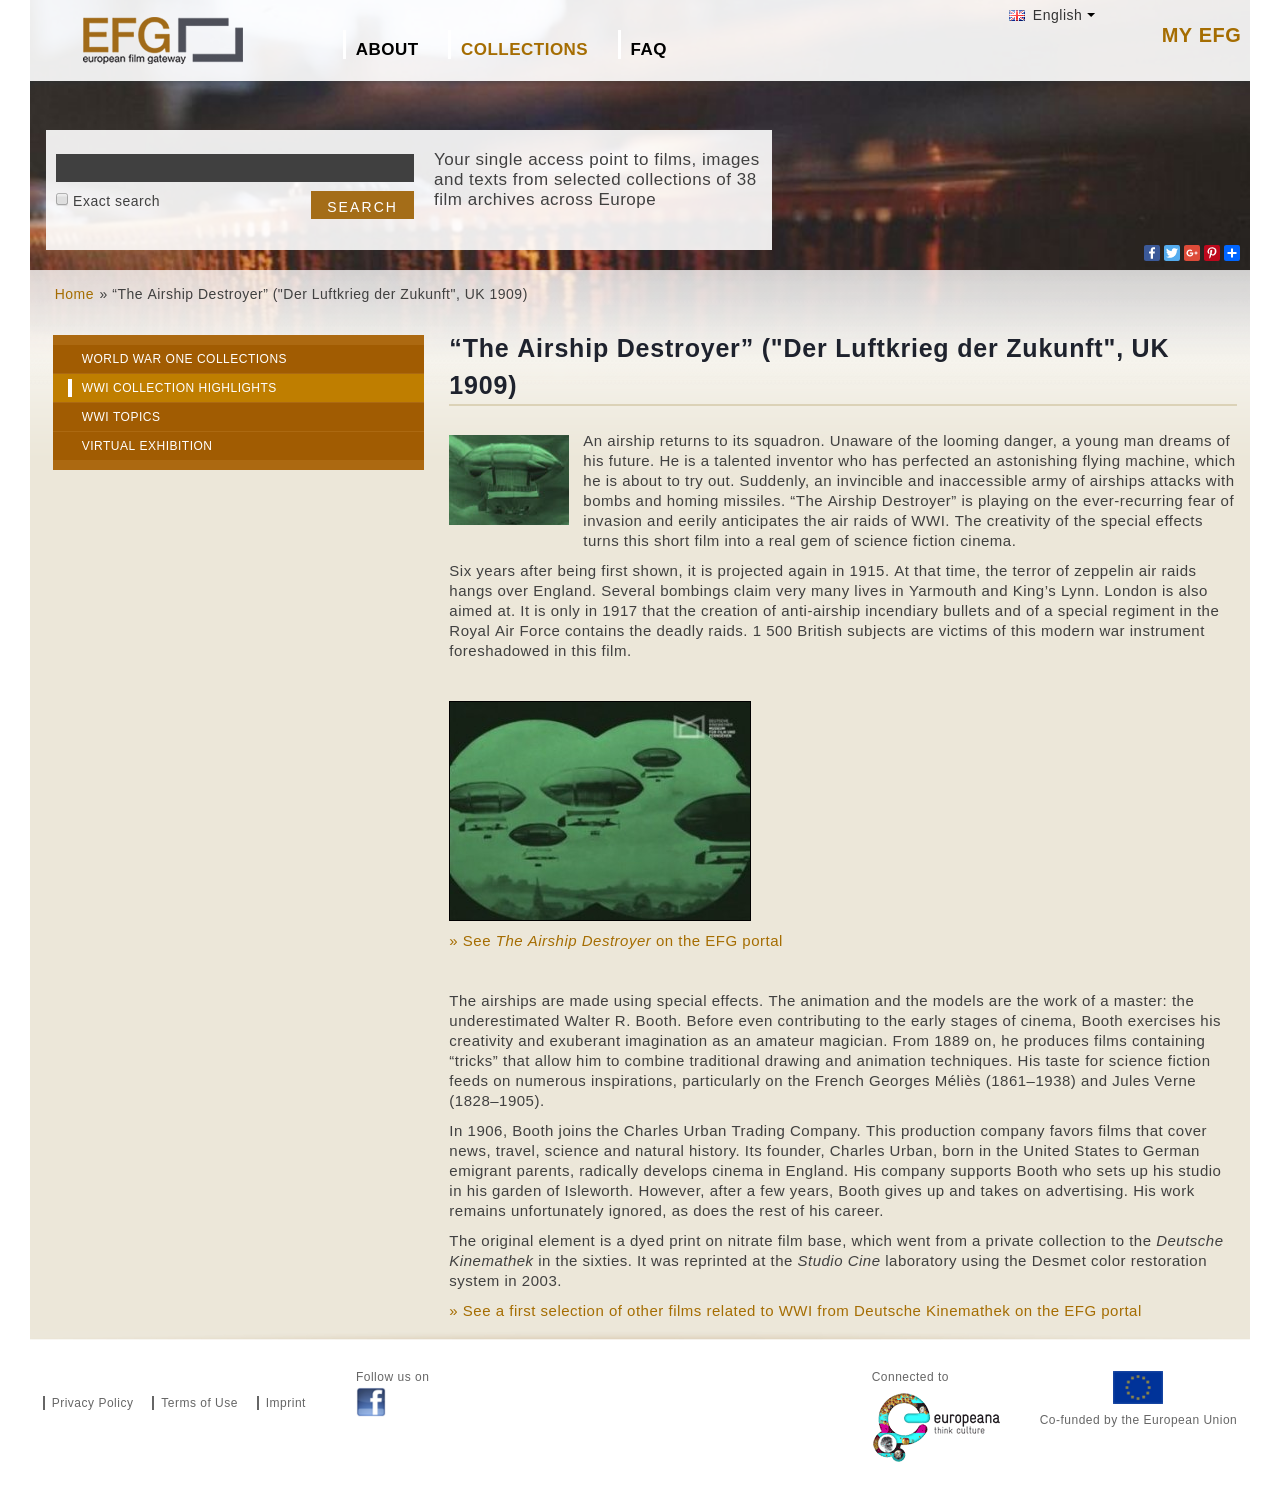 English
MY EFG
EFG
european film gateway
ABOUT
COLLECTIONS
FAQ
Your single access point to films, images
and texts from selected collections of 38
film archives across Europe
Exact search
SEARCH
Home » “The Airship Destroyer” ("Der Luftkrieg der Zukunft", UK 1909)
WORLD WAR ONE COLLECTIONS
WWI COLLECTION HIGHLIGHTS
WWI TOPICS
VIRTUAL EXHIBITION
“The Airship Destroyer” ("Der Luftkrieg der Zukunft", UK
1909)
An airship returns to its squadron. Unaware of the looming danger, a young man dreams of
his future. He is a talented inventor who has perfected an astonishing flying machine, which
he is about to try out. Suddenly, an invincible and inaccessible army of airships attacks with
bombs and homing missiles. “The Airship Destroyer” is playing on the ever-recurring fear of
invasion and eerily anticipates the air raids of WWI. The creativity of the special effects
turns this short film into a real gem of science fiction cinema.
Six years after being first shown, it is projected again in 1915. At that time, the terror of zeppelin air raids
hangs over England. Several bombings claim very many lives in Yarmouth and King’s Lynn. London is also
aimed at. It is only in 1917 that the creation of anti-airship incendiary bullets and of a special regiment in the
Royal Air Force contains the deadly raids. 1 500 British subjects are victims of this modern war instrument
foreshadowed in this film.
» See The Airship Destroyer on the EFG portal
The airships are made using special effects. The animation and the models are the work of a master: the
underestimated Walter R. Booth. Before even contributing to the early stages of cinema, Booth exercises his
creativity and exuberant imagination as an amateur magician. From 1889 on, he produces films containing
“tricks” that allow him to combine traditional drawing and animation techniques. His taste for science fiction
feeds on numerous inspirations, particularly on the French Georges Méliès (1861–1938) and Jules Verne
(1828–1905).
In 1906, Booth joins the Charles Urban Trading Company. This production company favors films that cover
news, travel, science and natural history. Its founder, Charles Urban, born in the United States to German
emigrant parents, radically develops cinema in England. His company supports Booth who sets up his studio
in his garden of Isleworth. However, after a few years, Booth gives up and takes on advertising. His work
remains unfortunately ignored, as does the rest of his career.
The original element is a dyed print on nitrate film base, which went from a private collection to the Deutsche
Kinemathek in the sixties. It was reprinted at the Studio Cine laboratory using the Desmet color restoration
system in 2003.
» See a first selection of other films related to WWI from Deutsche Kinemathek on the EFG portal
Privacy Policy
Terms of Use
Imprint
Follow us on
Connected to
europeana
think culture
Co-funded by the European Union